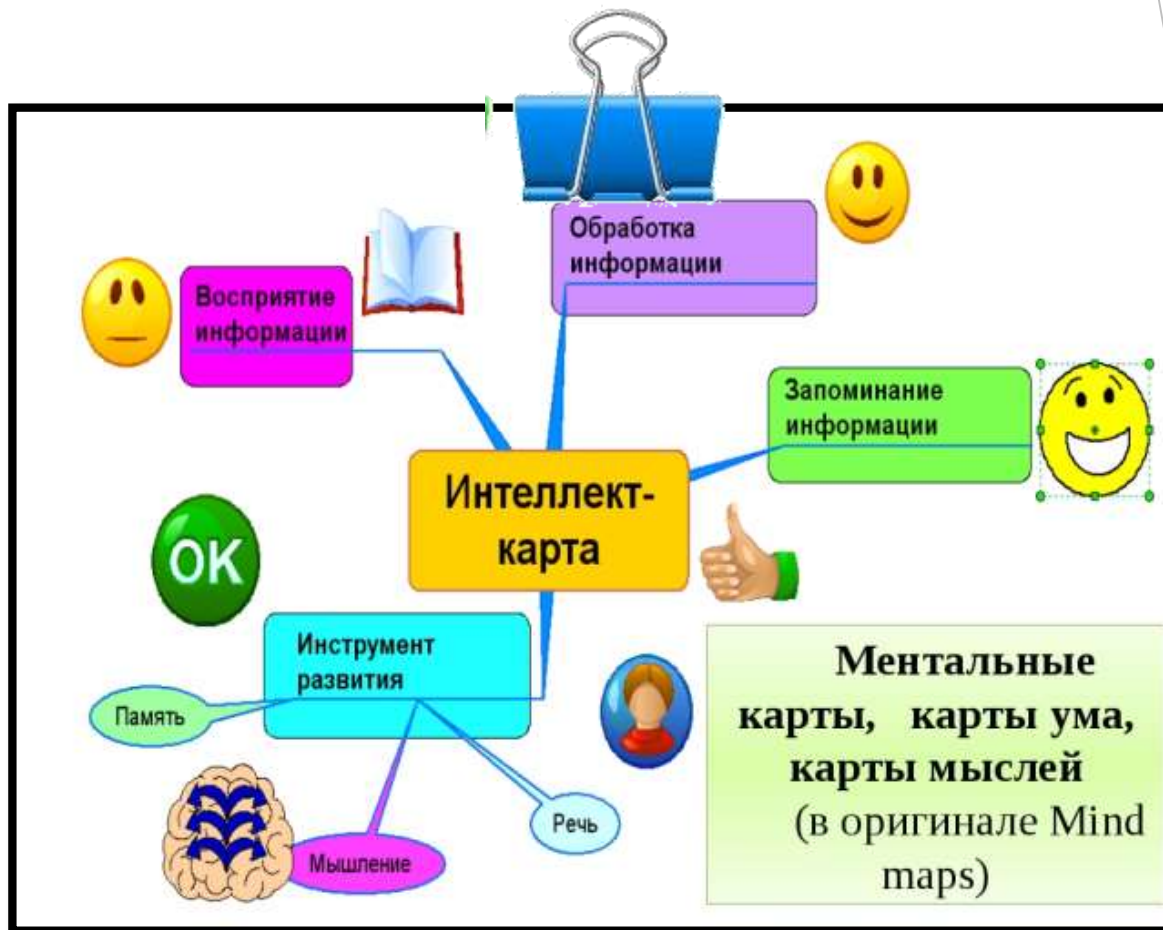 Обработка
информации
Восприятие
информации
Запоминание
информации
Интеллект-
карта
OK
Инструмент
развития
Память
Мышление
Речь
Ментальные
карты, карты ума,
карты мыслей
(в оригинале Mind
maps)